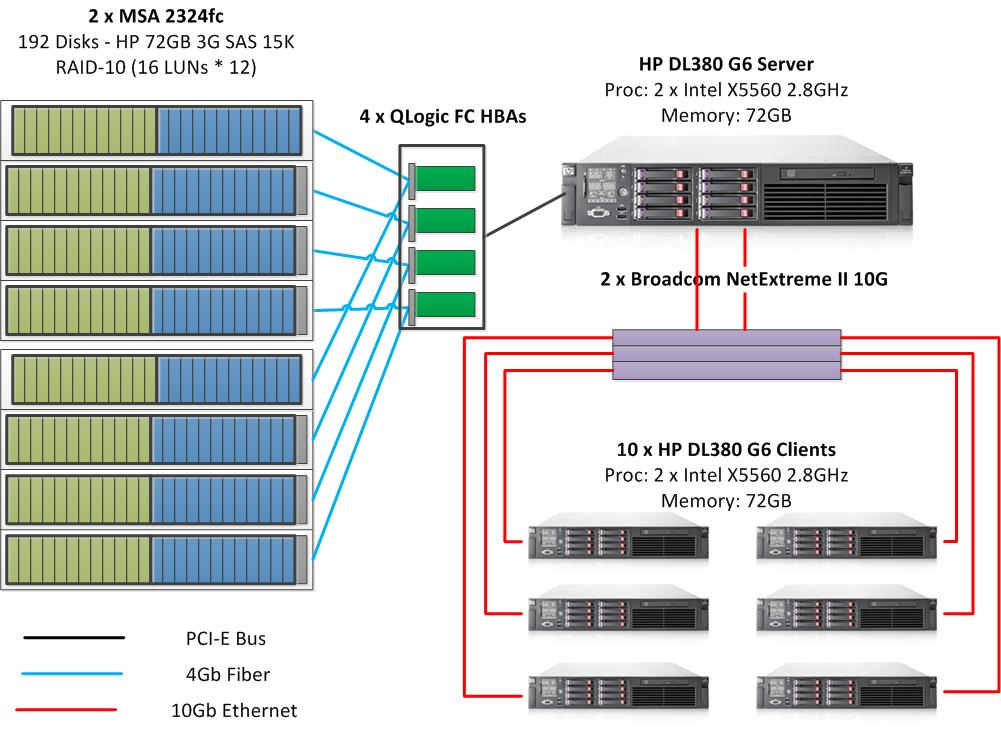 2 x MSA 2324fc
192 Disks - HP 72GB 3G SAS 15K
RAID-10 (16 LUNs * 12)
4 x QLogic FC HBAs
HP DL380 G6 Server
Proc: 2 x Intel X5560 2.8GHz
Memory: 72GB
2 x Broadcom NetExtreme II 10G
10 x HP DL380 G6 Clients
Proc: 2 x Intel X5560 2.8GHz
Memory: 72GB
PCI-E Bus
4Gb Fiber
10Gb Ethernet